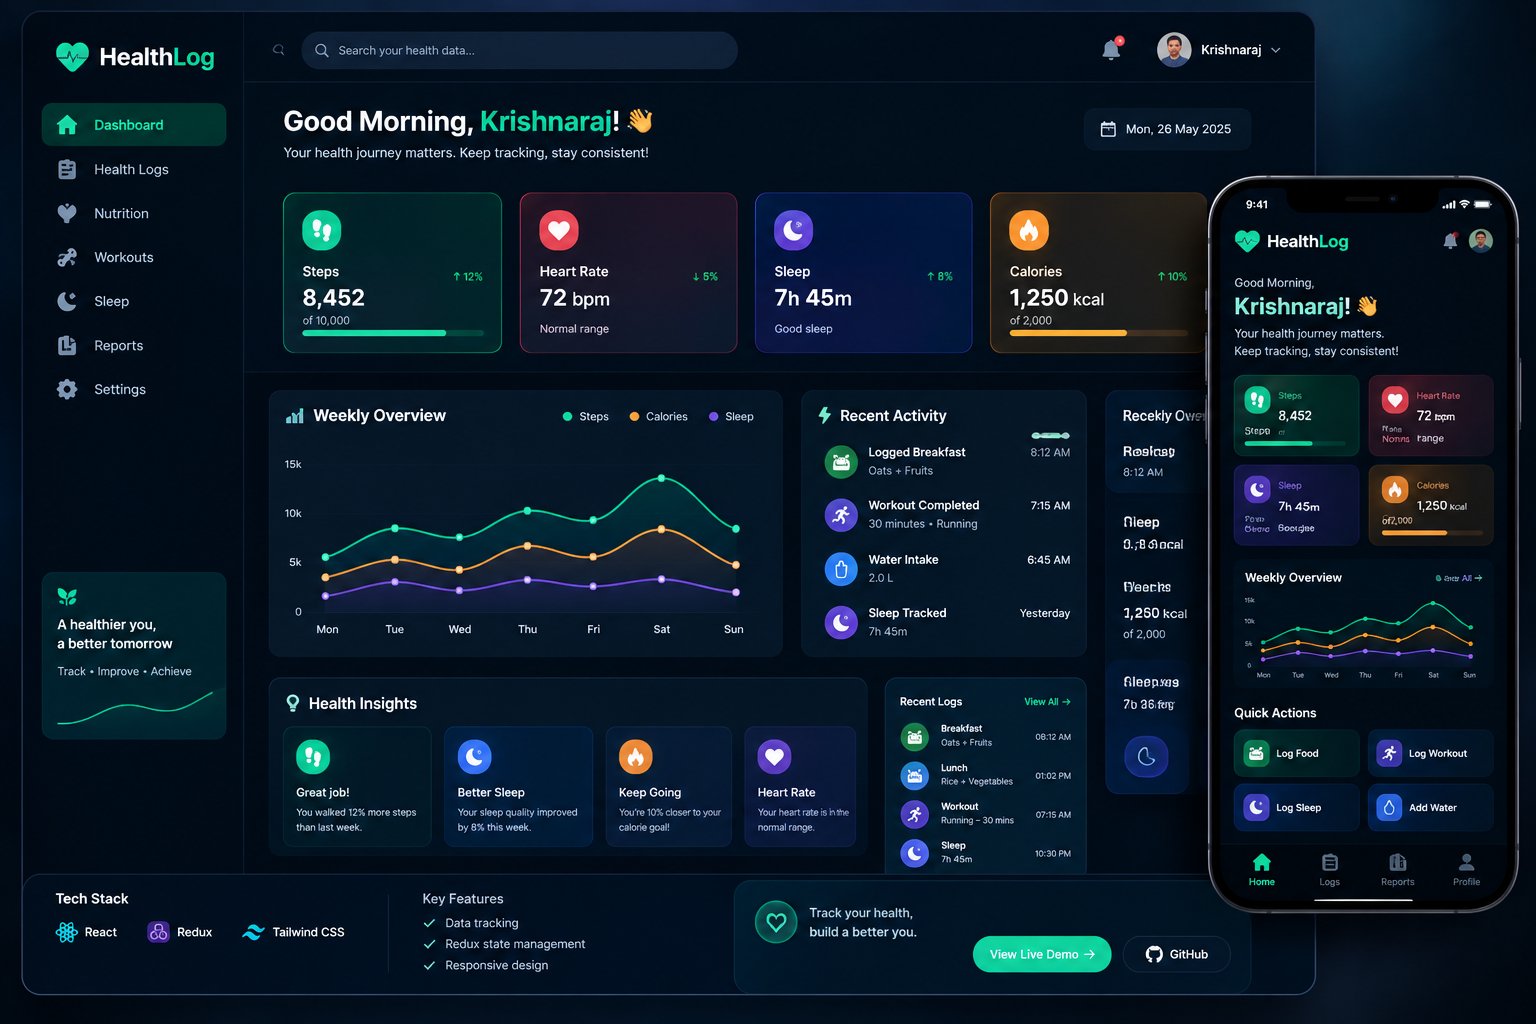 HealthLog
Search your health data...
Krishnaraj
Dashboard
Health Logs
Nutrition
Workouts
Sleep
Reports
Settings
A healthier you,
a better tomorrow
Track • Improve • Achieve
Good Morning, Krishnaraj! 👋
Your health journey matters. Keep tracking, stay consistent!
Mon, 26 May 2025
Steps
↑ 12%
8,452
of 10,000
Heart Rate
↓ 5%
72 bpm
Normal range
Sleep
↑ 8%
7h 45m
Good sleep
Calories
↑ 10%
1,250 kcal
of 2,000
Weekly Overview
Steps
Calories
Sleep
15k
10k
5k
0
Mon Tue Wed Thu Fri Sat Sun
Recent Activity
Logged Breakfast
8:12 AM
Oats + Fruits
Workout Completed
7:15 AM
30 minutes • Running
Water Intake
6:45 AM
2.0 L
Sleep Tracked
Yesterday
7h 45m
Recekly
8:12 AM
1,260 kcal
of 2,000
Health Insights
Great job!
You walked 12% more steps
than last week.
Better Sleep
Your sleep quality improved
by 8% this week.
Keep Going
You're 10% closer to your
calorie goal!
Heart Rate
Your heart rate is in the
normal range.
Recent Logs
View All →
Breakfast
Oats + Fruits
08:12 AM
Lunch
Rice + Vegetables
01:02 PM
Workout
Running – 30 mins
07:15 AM
Sleep
7h 45m
10:30 PM
Tech Stack
React
Redux
Tailwind CSS
Key Features
Data tracking
Redux state management
Responsive design
Track your health,
build a better you.
View Live Demo →
GitHub
9:41
HealthLog
Good Morning,
Krishnaraj! 👋
Your health journey matters.
Keep tracking, stay consistent!
Steps
8,452
Heart Rate
72
range
Sleep
7h 45m
Calories
1,250 kcal
of2,000
Weekly Overview
All →
15k
10k
5k
0
Mon Tue Wed Thu Fri Sat Sun
Quick Actions
Log Food
Log Workout
Log Sleep
Add Water
Home
Logs
Reports
Profile